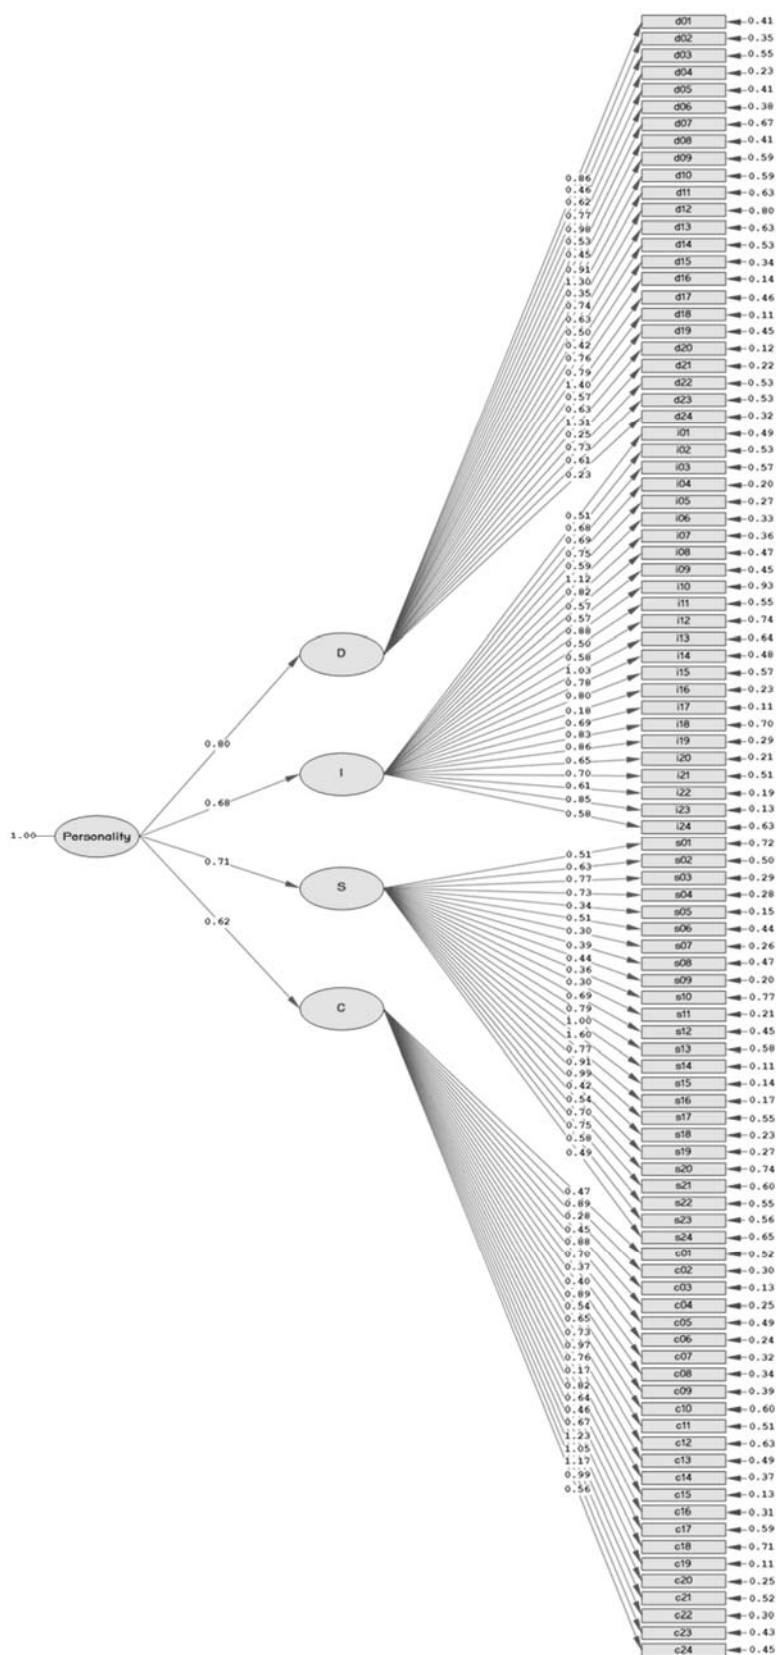 1.00
Personality
0.80
0.68
0.71
0.62
D
I
S
C
0.86
0.46
0.62
0.77
0.98
0.53
0.45
0.91
1.30
0.35
0.74
0.63
0.50
0.42
0.76
0.79
1.40
0.57
0.63
1.31
0.25
0.73
0.61
0.23
0.51
0.68
0.69
0.75
0.59
1.12
0.82
0.57
0.57
0.88
0.50
0.58
1.03
0.78
0.80
0.18
0.69
0.83
0.86
0.65
0.70
0.61
0.85
0.58
0.51
0.63
0.77
0.73
0.34
0.51
0.30
0.39
0.44
0.36
0.30
0.69
0.79
1.00
1.60
0.77
0.91
0.99
0.42
0.54
0.70
0.75
0.58
0.49
0.47
0.89
0.28
0.45
0.88
0.70
0.37
0.40
0.89
0.54
0.65
0.73
0.97
0.76
0.17
0.82
0.64
0.46
0.67
1.23
1.05
1.17
0.99
0.56
d01 0.41
d02 0.35
d03 0.55
d04 0.23
d05 0.41
d06 0.38
d07 0.67
d08 0.41
d09 0.59
d10 0.59
d11 0.63
d12 0.80
d13 0.63
d14 0.53
d15 0.34
d16 0.14
d17 0.46
d18 0.11
d19 0.45
d20 0.12
d21 0.22
d22 0.53
d23 0.53
d24 0.32
i01 0.49
i02 0.53
i03 0.57
i04 0.20
i05 0.27
i06 0.33
i07 0.36
i08 0.47
i09 0.45
i10 0.93
i11 0.55
i12 0.74
i13 0.64
i14 0.48
i15 0.57
i16 0.23
i17 0.11
i18 0.70
i19 0.29
i20 0.21
i21 0.51
i22 0.19
i23 0.13
i24 0.63
s01 0.72
s02 0.50
s03 0.29
s04 0.28
s05 0.15
s06 0.44
s07 0.26
s08 0.47
s09 0.20
s10 0.77
s11 0.21
s12 0.45
s13 0.58
s14 0.11
s15 0.14
s16 0.17
s17 0.55
s18 0.23
s19 0.27
s20 0.74
s21 0.60
s22 0.55
s23 0.56
s24 0.65
c01 0.52
c02 0.30
c03 0.13
c04 0.25
c05 0.49
c06 0.24
c07 0.32
c08 0.34
c09 0.39
c10 0.60
c11 0.51
c12 0.63
c13 0.49
c14 0.37
c15 0.13
c16 0.31
c17 0.59
c18 0.71
c19 0.11
c20 0.25
c21 0.52
c22 0.30
c23 0.43
c24 0.45